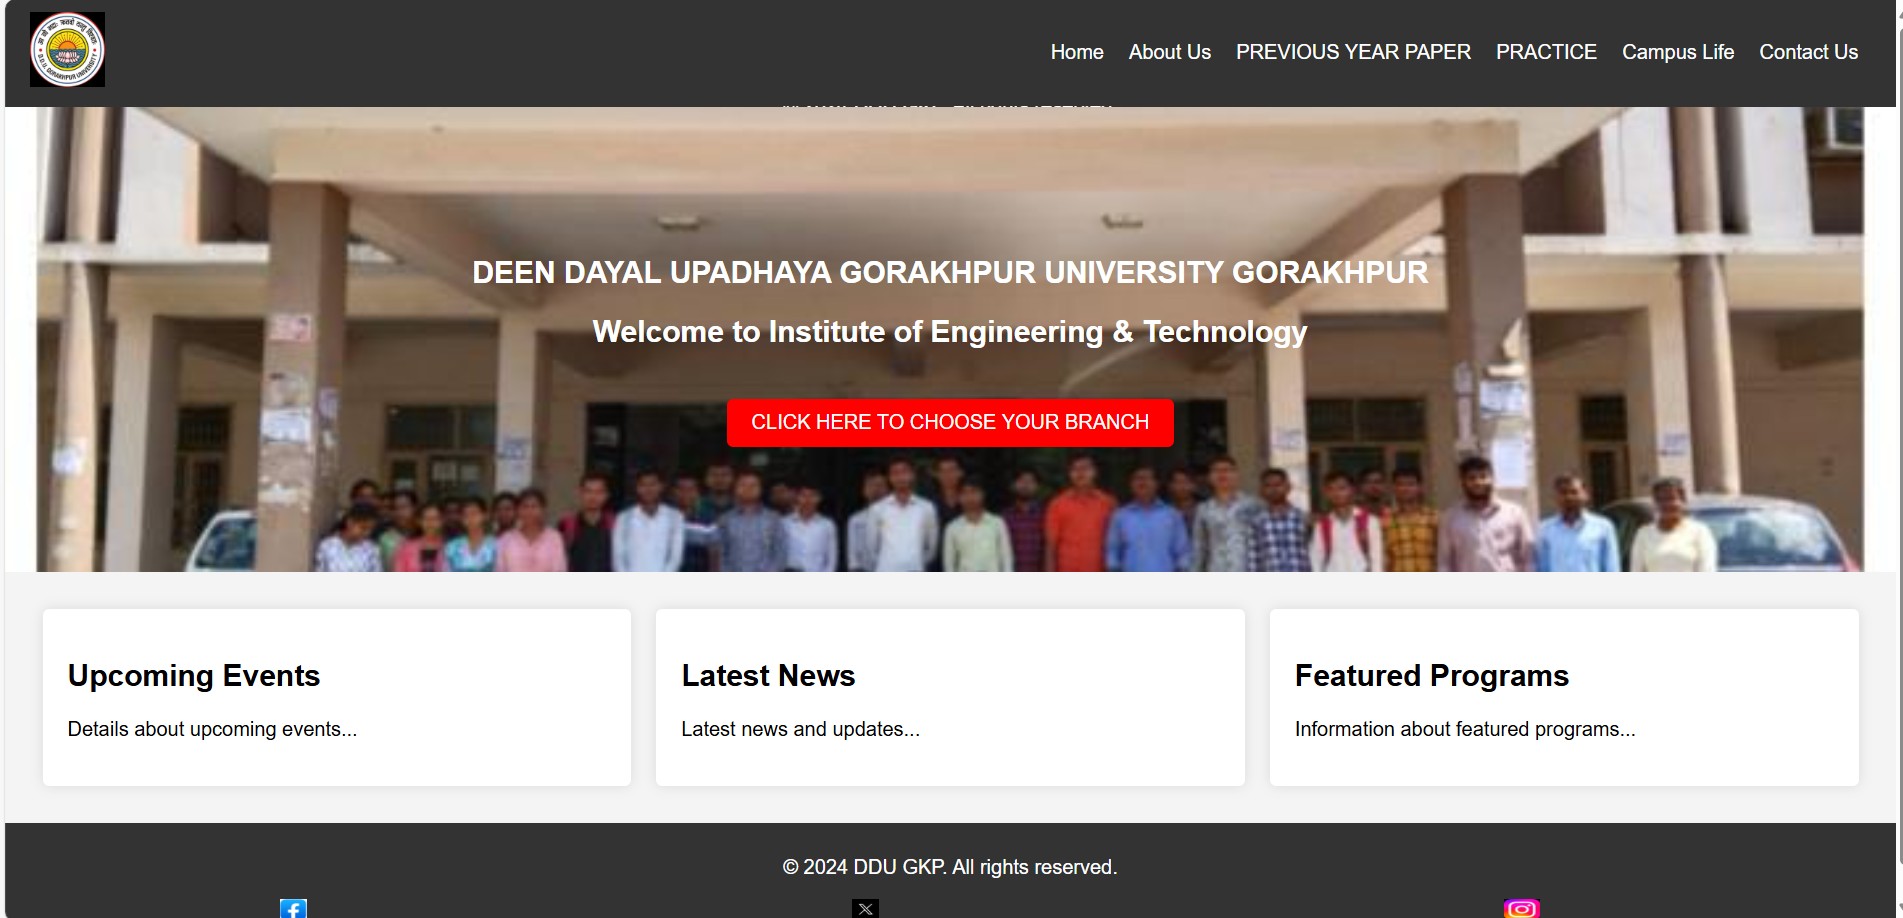 Home About Us PREVIOUS YEAR PAPER PRACTICE Campus Life Contact Us
DEEN DAYAL UPADHAYA GORAKHPUR UNIVERSITY GORAKHPUR
Welcome to Institute of Engineering & Technology
CLICK HERE TO CHOOSE YOUR BRANCH
Upcoming Events
Details about upcoming events...
Latest News
Latest news and updates...
Featured Programs
Information about featured programs...
© 2024 DDU GKP. All rights reserved.